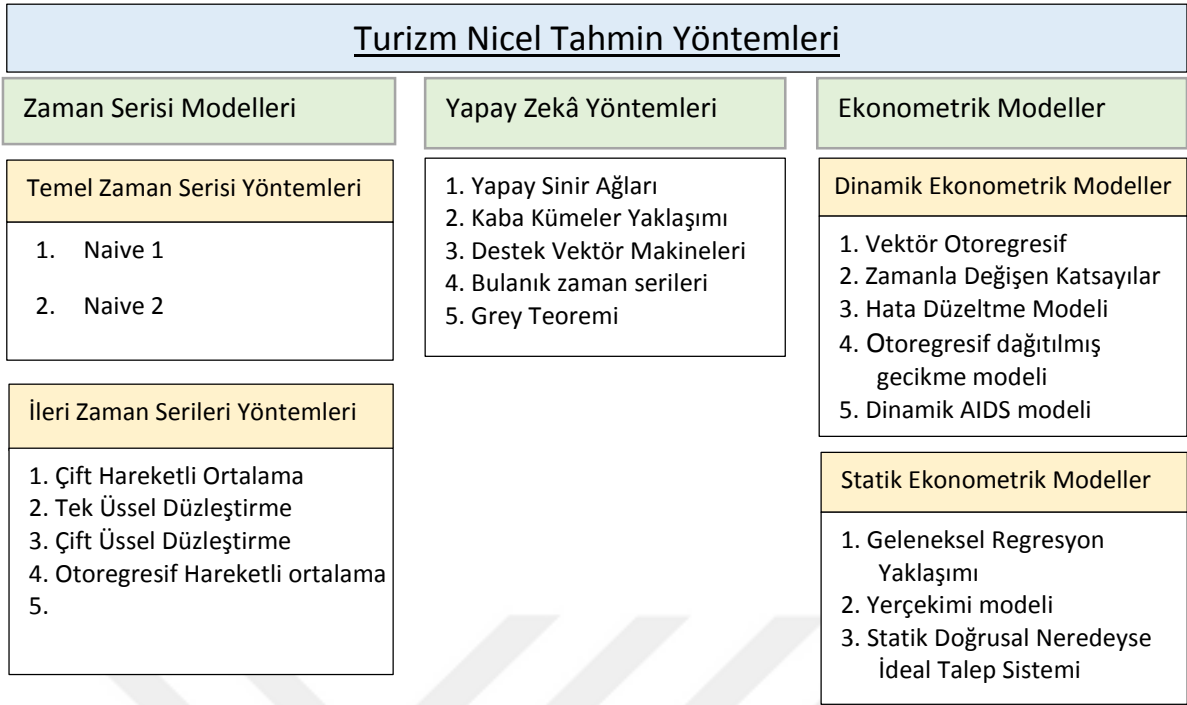 Turizm Nicel Tahmin Yöntemleri
Zaman Serisi Modelleri
Temel Zaman Serisi Yöntemleri
1. Naive 1
2. Naive 2
İleri Zaman Serileri Yöntemleri
1. Çift Hareketli Ortalama
2. Tek Üssel Düzleştirme
3. Çift Üssel Düzleştirme
4. Otoregresif Hareketli ortalama
5.
Yapay Zekâ Yöntemleri
1. Yapay Sinir Ağları
2. Kaba Kümeler Yaklaşımı
3. Destek Vektör Makineleri
4. Bulanık zaman serileri
5. Grey Teoremi
Ekonometrik Modeller
Dinamik Ekonometrik Modeller
1. Vektör Otoregresif
2. Zamanla Değişen Katsayılar
3. Hata Düzeltme Modeli
4. Otoregresif dağıtılmış
gecikme modeli
5. Dinamik AIDS modeli
Statik Ekonometrik Modeller
1. Geleneksel Regresyon
Yaklaşımı
2. Yerçekimi modeli
3. Statik Doğrusal Neredeyse
İdeal Talep Sistemi